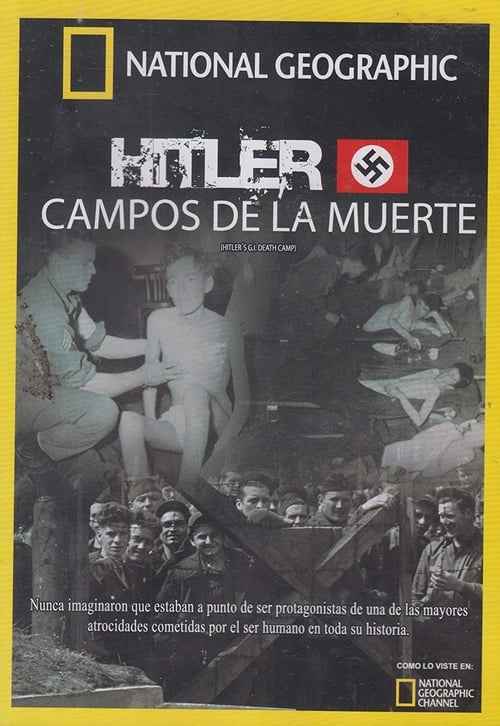 NATIONAL GEOGRAPHIC
HITLER
CAMPOS DE LA MUERTE
(HITLER´S G.I. DEATH CAMP)
Nunca imaginaron que estaban a punto de ser protagonistas de una de las mayores
atrocidades cometidas por el ser humano en toda su historia.
COMO LO VISTE EN:
NATIONAL
GEOGRAPHIC
CHANNEL